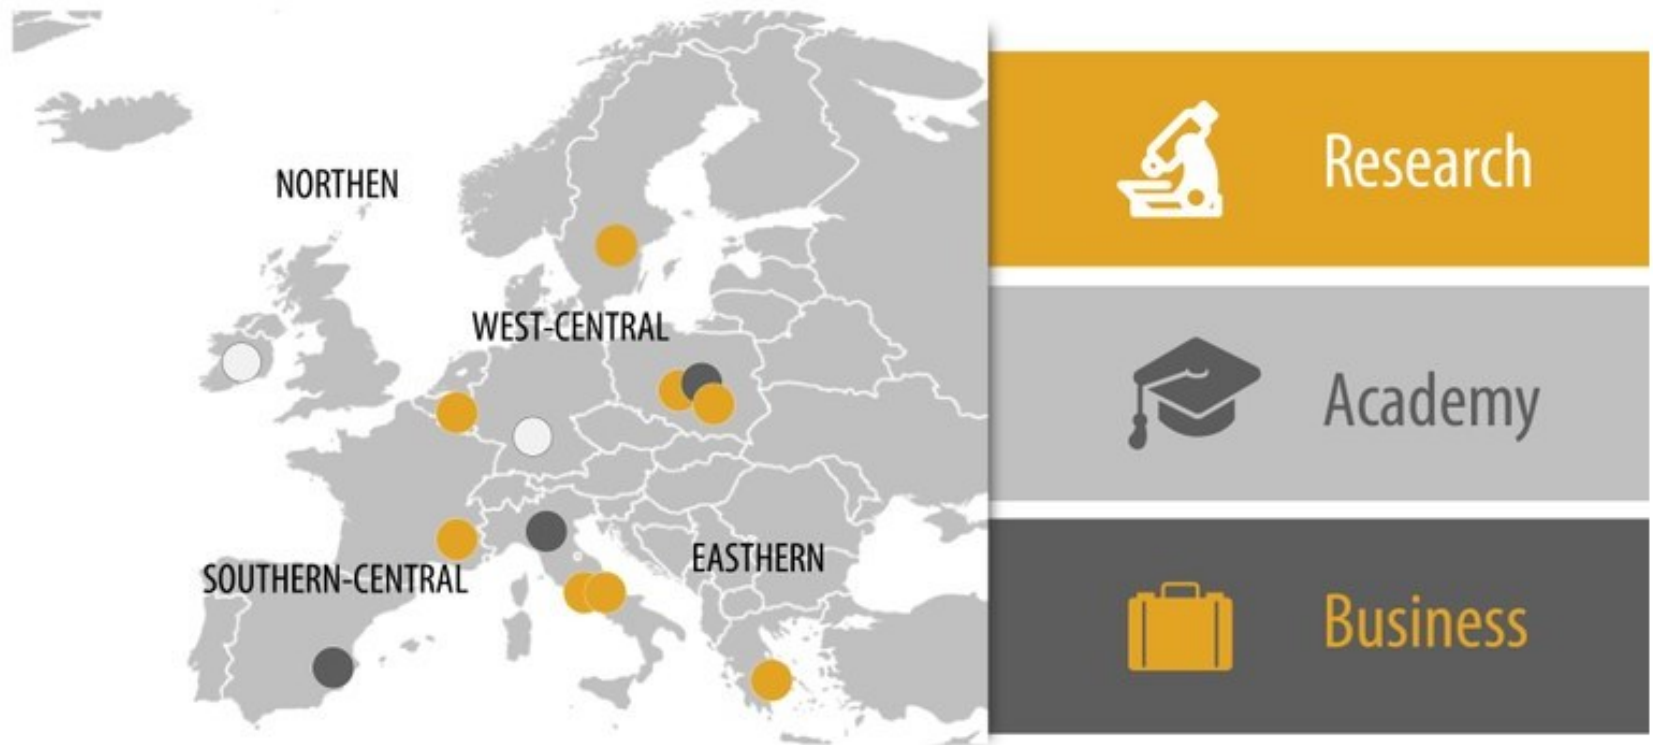 NORTHEN
WEST-CENTRAL
SOUTHERN-CENTRAL
EASTHERN
Research
Academy
Business